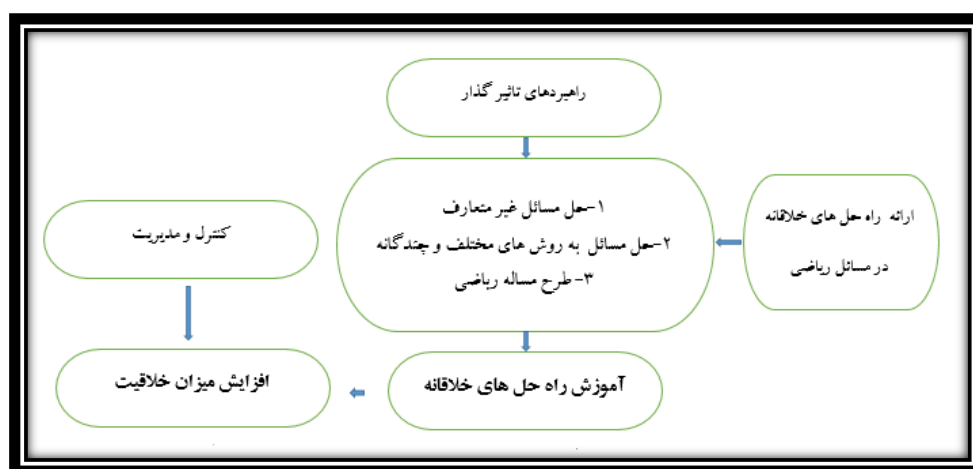 راهبردهای تاثیر گذار
ارائه راه حل های خلاقانه
در مسائل ریاضی
۱-حل مسائل غیر متعارف
۲-حل مسائل به روش های مختلف و چندگانه
۳- طرح مساله ریاضی
کنترل و مدیریت
آموزش راه حل های خلاقانه
افزایش میزان خلاقیت